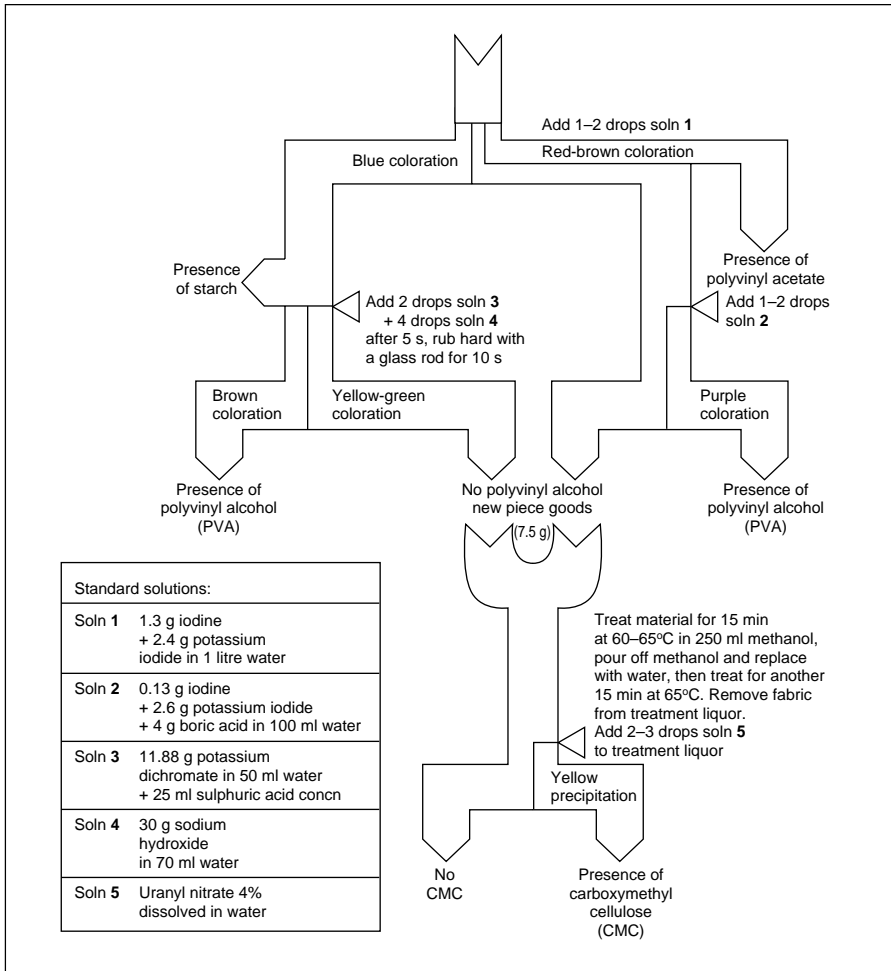 Add 1–2 drops soln 1
Blue coloration
Red-brown coloration
Presence of
polyvinyl acetate
Presence
of starch
Add 2 drops soln 3
+ 4 drops soln 4
after 5 s, rub hard with
a glass rod for 10 s
Add 1–2 drops
soln 2
Brown
coloration
Yellow-green
coloration
Purple
coloration
Presence of
polyvinyl alcohol
(PVA)
No polyvinyl alcohol
new piece goods
(7.5 g)
Presence of
polyvinyl alcohol
(PVA)
Standard solutions:
Soln 1 1.3 g iodine
+ 2.4 g potassium
iodide in 1 litre water
Soln 2 0.13 g iodine
+ 2.6 g potassium iodide
+ 4 g boric acid in 100 ml water
Soln 3 11.88 g potassium
dichromate in 50 ml water
+ 25 ml sulphuric acid concn
Soln 4 30 g sodium
hydroxide
in 70 ml water
Soln 5 Uranyl nitrate 4%
dissolved in water
Treat material for 15 min
at 60–65ºC in 250 ml methanol,
pour off methanol and replace
with water, then treat for another
15 min at 65ºC. Remove fabric
from treatment liquor.
Add 2–3 drops soln 5
to treatment liquor
Yellow
precipitation
No
CMC
Presence of
carboxymethyl
cellulose
(CMC)